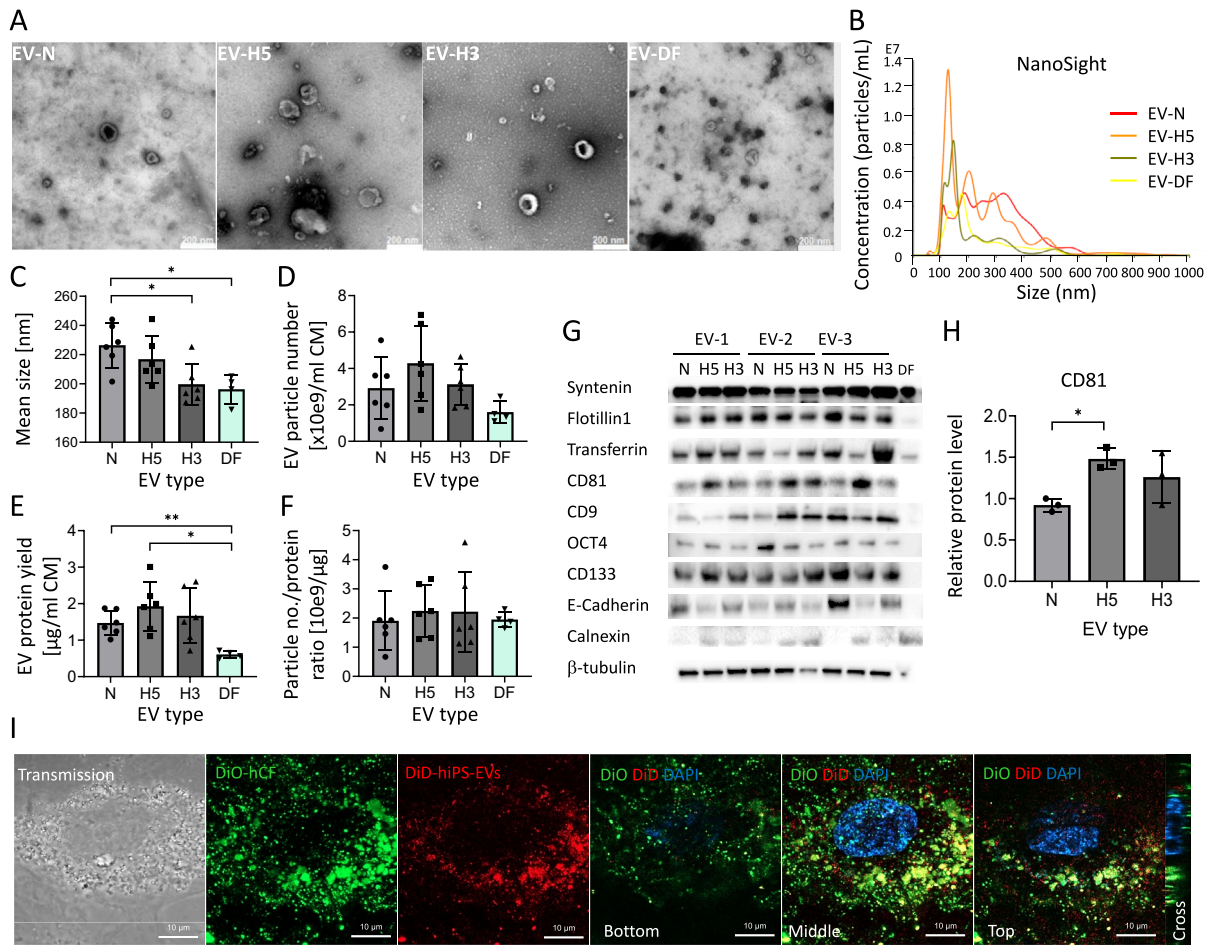 A
EV-N
EV-H5
EV-H3
EV-DF
200 nm
200 nm
200 nm
200 nm
B
E7
NanoSight
Concentration (particles/mL)
1.4
1.2
1.0
0.8
0.6
0.4
0.2
0
0 100 200 300 400 500 600 700 800 900 1000
Size (nm)
EV-N
EV-H5
EV-H3
EV-DF
C
Mean size [nm]
260
240
220
200
180
160
*
*
N H5 H3 DF
EV type
D
EV particle number
[x10e9/ml CM]
8
6
4
2
0
N H5 H3 DF
EV type
E
EV protein yield
[µg/ml CM]
4
3
2
1
0
**
*
N H5 H3 DF
EV type
F
Particle no./protein
ratio [10e9/µg]
5
4
3
2
1
0
N H5 H3 DF
EV type
G
EV-1 EV-2 EV-3
N H5 H3 N H5 H3 N H5 H3 DF
Syntenin
Flotillin1
Transferrin
CD81
CD9
OCT4
CD133
E-Cadherin
Calnexin
β-tubulin
H
CD81
Relative protein level
2.0
1.5
1.0
0.5
0.0
*
N H5 H3
EV type
I
Transmission
10 µm
DiO-hCF
10 µm
DiD-hiPS-EVs
10 µm
DiO DiD DAPI
Bottom
10 µm
DiO DiD DAPI
Middle
10 µm
DiO DiD DAPI
Top
10 µm
Cross